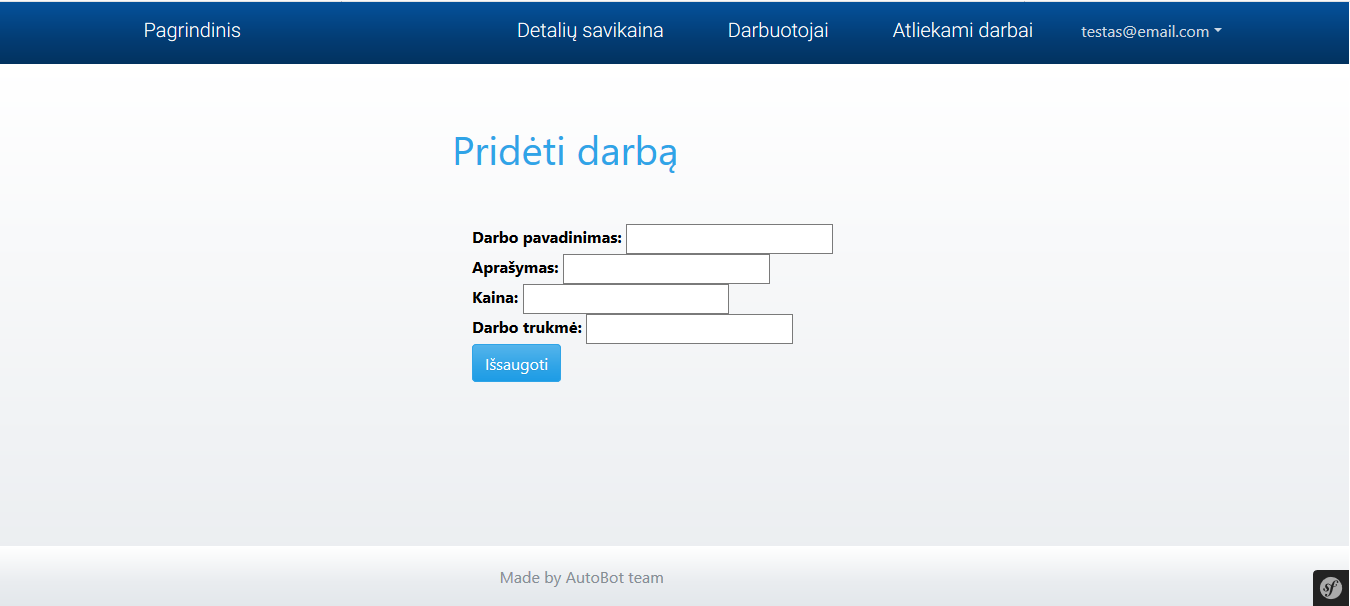 Pagrindinis Detalių savikaina Darbuotojai Atliekami darbai testas@email.com
Pridėti darbą
Darbo pavadinimas:
Aprašymas:
Kaina:
Darbo trukmė:
Išsaugoti
Made by AutoBot team
sf